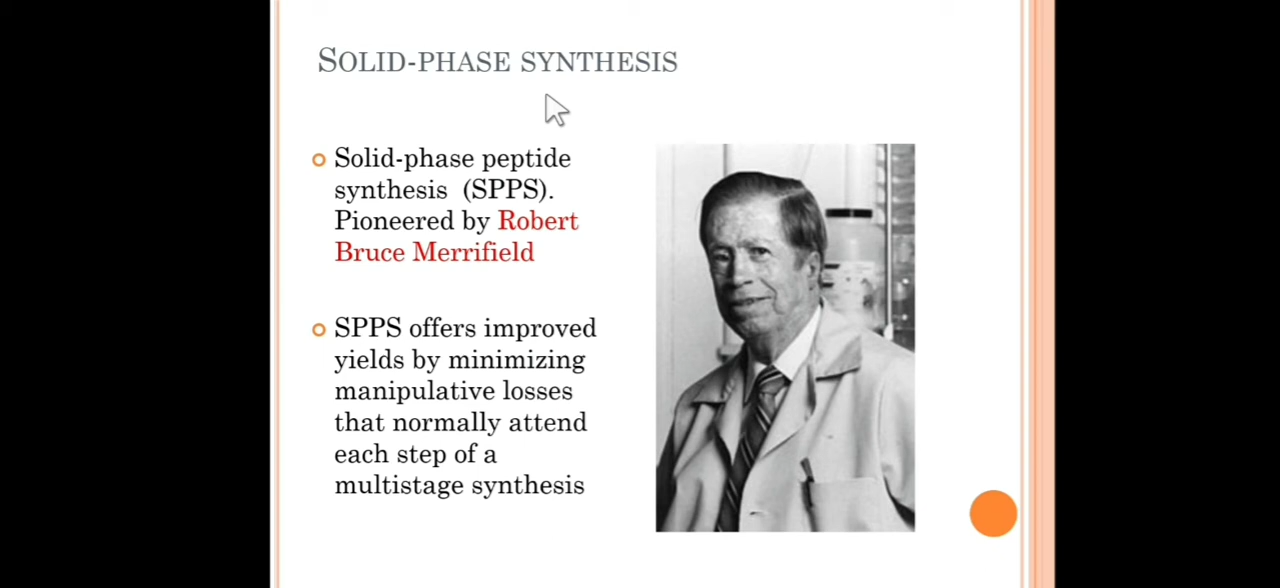 SOLID-PHASE SYNTHESIS
Solid-phase peptide
synthesis (SPPS).
Pioneered by Robert
Bruce Merrifield
SPPS offers improved
yields by minimizing
manipulative losses
that normally attend
each step of a
multistage synthesis